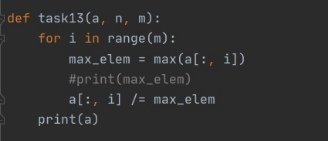 def task13(a, n, m):
    for i in range(m):
        max_elem = max(a[:, i])
        #print(max_elem)
        a[:, i] /= max_elem
    print(a)